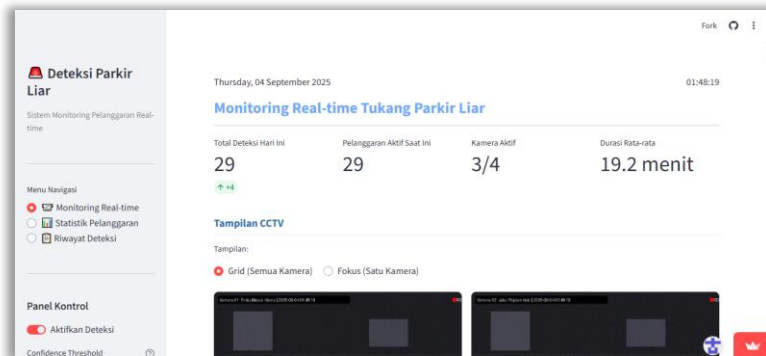 Fork
🚨 Deteksi Parkir
Liar
Sistem Monitoring Pelanggaran Real-
time
Menu Navigasi
Monitoring Real-time
Statistik Pelanggaran
Riwayat Deteksi
Panel Kontrol
Aktifkan Deteksi
Confidence Threshold
Thursday, 04 September 2025
01:48:19
Monitoring Real-time Tukang Parkir Liar
Total Deteksi Hari Ini
29
↑ +4
Pelanggaran Aktif Saat Ini
29
Kamera Aktif
3/4
Durasi Rata-rata
19.2 menit
Tampilan CCTV
Tampilan:
Grid (Semua Kamera)
Fokus (Satu Kamera)